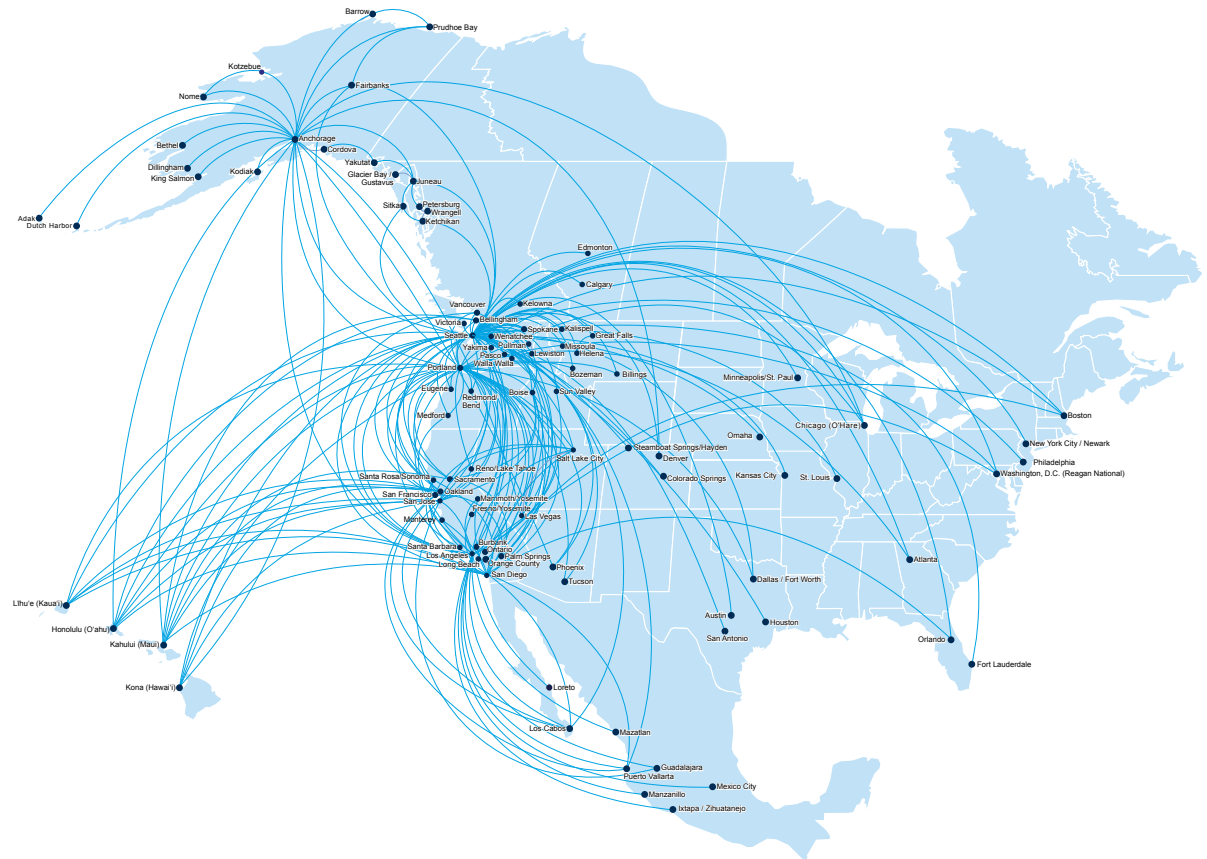 Barrow
Prudhoe Bay
Kotzebue
Fairbanks
Nome
Anchorage
Bethel
Cordova
Yakutat
Dillingham
King Salmon
Kodiak
Glacier Bay /
Gustavus
Juneau
Sitka
Petersburg
Wrangell
Ketchikan
Adak
Dutch Harbor
Edmonton
Calgary
Vancouver
Kelowna
Bellingham
Victoria
Seattle
Wenatchee
Spokane
Kalispell
Great Falls
Yakima
Pullman
Missoula
Pasco
Lewiston
Helena
Walla Walla
Portland
Bozeman
Billings
Minneapolis/St. Paul
Eugene
Redmond/
Bend
Boise
Sun Valley
Medford
Boston
Chicago (O'Hare)
Omaha
New York City / Newark
Steamboat Springs/Hayden
Salt Lake City
Denver
Philadelphia
Reno/Lake Tahoe
Washington, D.C. (Reagan National)
Santa Rosa/Sonoma
Sacramento
Colorado Springs
Kansas City
St. Louis
San Francisco
Oakland
San Jose
Mammoth/Yosemite
Fresno/Yosemite
Monterey
Las Vegas
Santa Barbara
Burbank
Ontario
Los Angeles
Palm Springs
Long Beach
Orange County
San Diego
Phoenix
Tucson
Atlanta
Dallas / Fort Worth
Līhu'e (Kaua'i)
Honolulu (O'ahu)
Kahului (Maui)
Austin
Houston
San Antonio
Orlando
Fort Lauderdale
Kona (Hawai'i)
Loreto
Los Cabos
Mazatlan
Guadalajara
Puerto Vallarta
Mexico City
Manzanillo
Ixtapa / Zihuatanejo